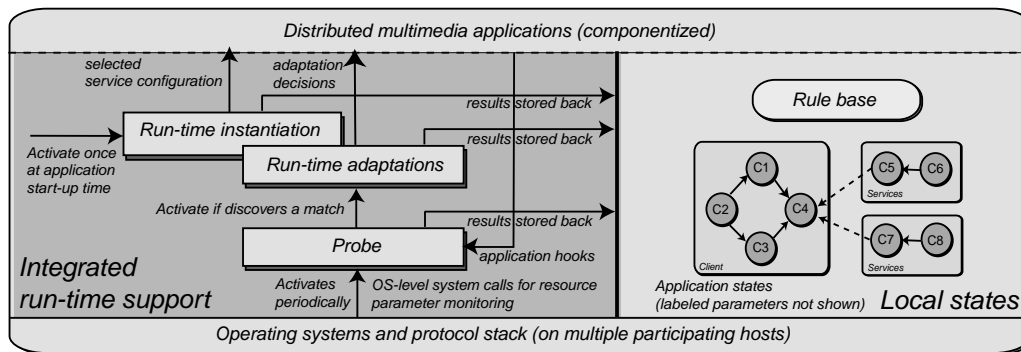 Distributed multimedia applications (componentized)
selected
service configuration
adaptation
decisions
results stored back
Run-time instantiation
results stored back
Activate once
at application
start-up time
Run-time adaptations
Activate if discovers a match
results stored back
Probe
application hooks
Integrated
run-time support
Activates
periodically
OS-level system calls for resource
parameter monitoring
Rule base
C1
C2
C4
C3
Client
C5
C6
Services
C7
C8
Services
Application states
(labeled parameters not shown)
Local states
Operating systems and protocol stack (on multiple participating hosts)